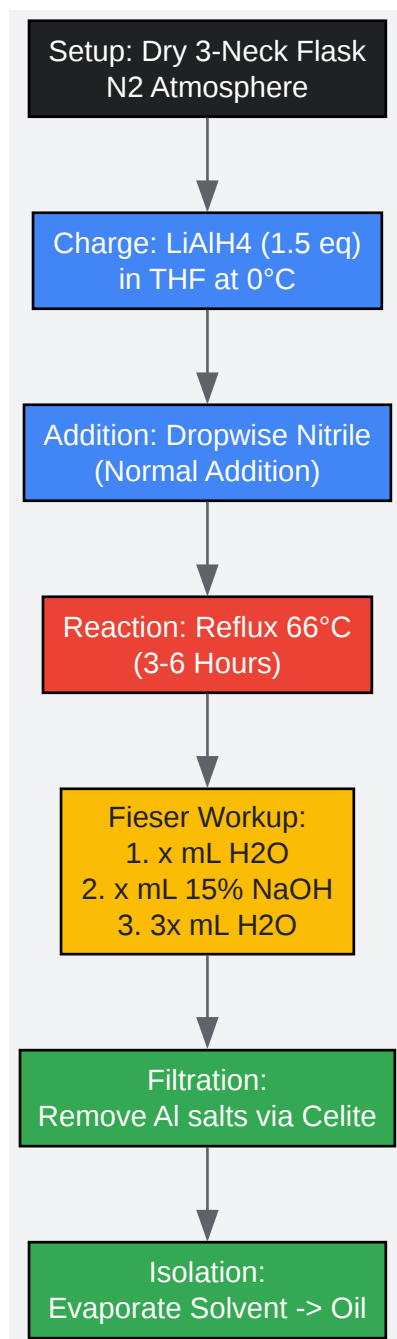 Setup: Dry 3-Neck Flask
N2 Atmosphere
Charge: LiAlH4 (1.5 eq)
in THF at 0°C
Addition: Dropwise Nitrile
(Normal Addition)
Reaction: Reflux 66°C
(3-6 Hours)
Fieser Workup:
1. x mL H2O
2. x mL 15% NaOH
3. 3x mL H2O
Filtration:
Remove Al salts via Celite
Isolation:
Evaporate Solvent -> Oil